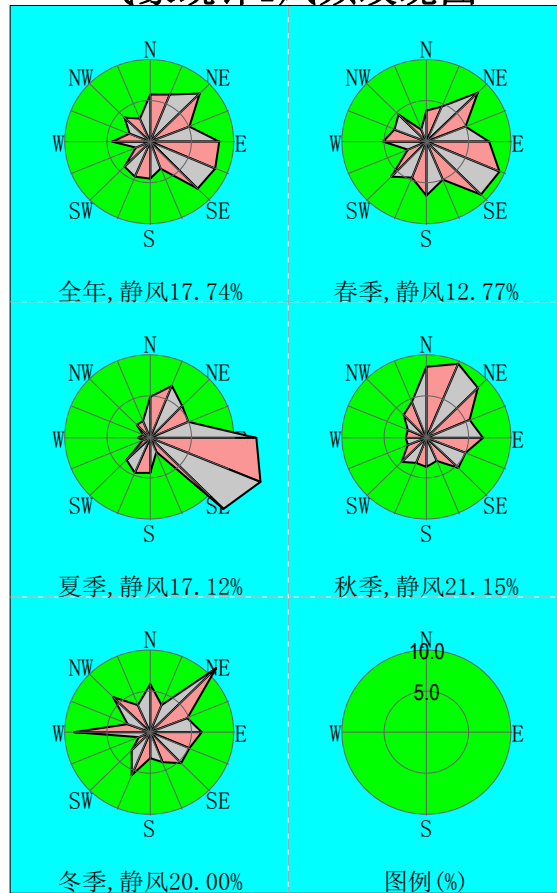 N
NW NE
W E
SW SE
S
全年,静风17.74%
N
NW NE
W E
SW SE
S
春季,静风12.77%
N
NW NE
W E
SW SE
S
夏季,静风17.12%
N
NW NE
W E
SW SE
S
秋季,静风21.15%
N
NW NE
W E
SW SE
S
冬季,静风20.00%
N
10.0
5.0
W E
S
图例(%)